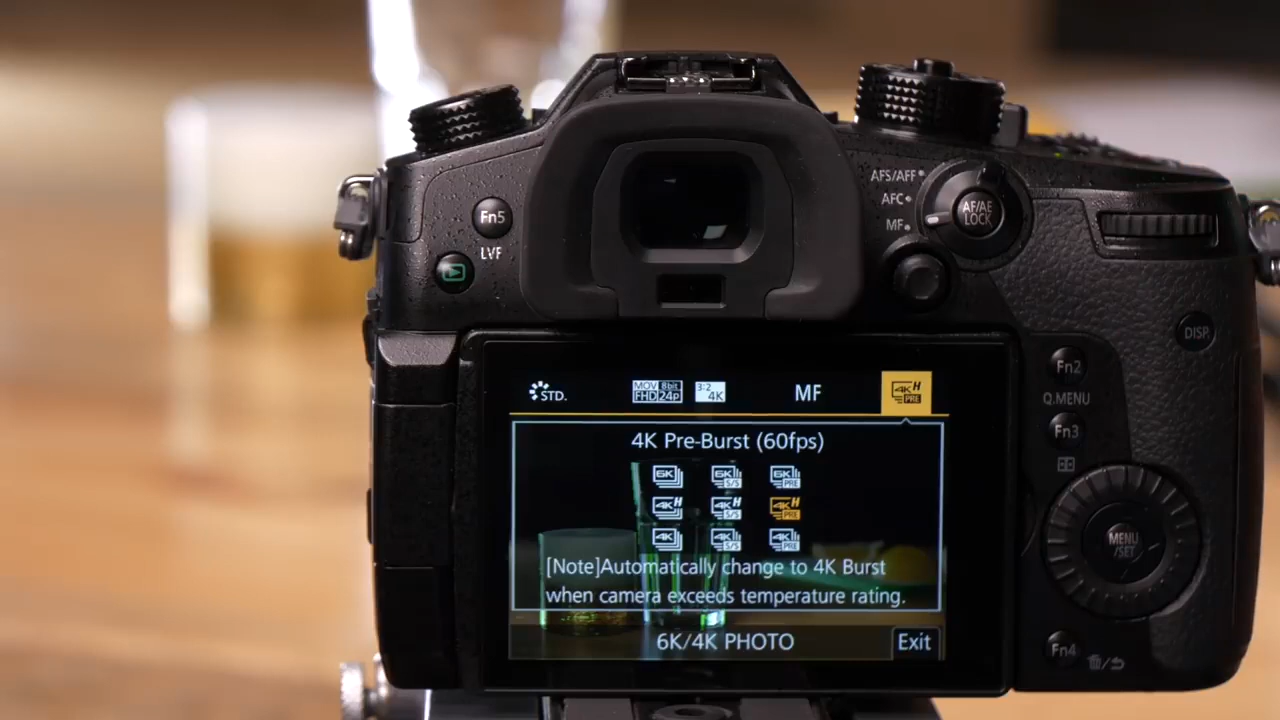 Fn5
LVF
AFS/AFF
AFC
MF
AF/AE
LOCK
DISP.
Fn2
Q.MENU
Fn3
MENU
/SET
Fn4
STD.
MOV 8bit
FHD 24p
3:2
4K
MF
4K H
PRE
4K Pre-Burst (60fps)
6K 6K S/S 6K PRE
4K H 4K H S/S 4K H PRE
4K 4K S/S 4K PRE
[Note]Automatically change to 4K Burst
when camera exceeds temperature rating.
6K/4K PHOTO
Exit